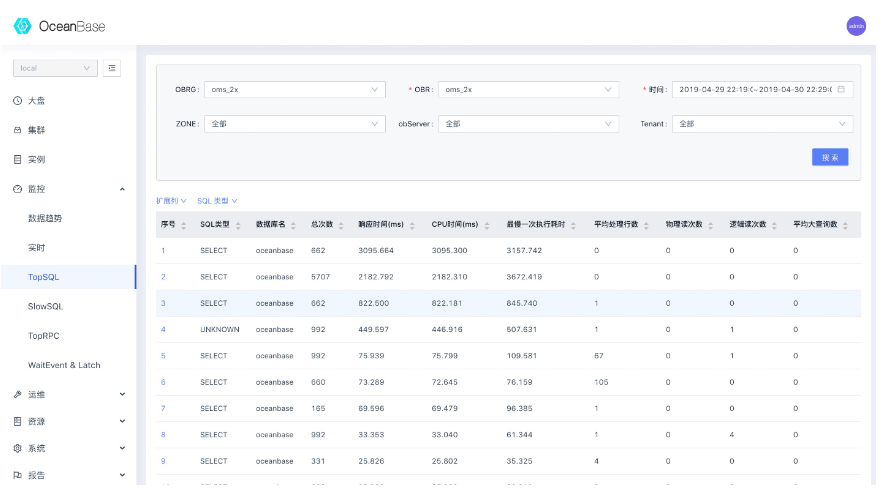 OceanBase
admin
local
大盘
集群
实例
监控
数据趋势
实时
TopSQL
SlowSQL
TopRPC
WaitEvent & Latch
运维
资源
系统
报告
OBRG: oms_2x * OBR: oms_2x * 时间: 2019-04-29 22:19:0~2019-04-30 22:29:0
ZONE: 全部 obServer: 全部 Tenant: 全部
搜索
扩展列 SQL 类型
序号 SQL类型 数据库名 总次数 响应时间(ms) CPU时间(ms) 最慢一次执行耗时 平均处理行数 物理读次数 逻辑读次数 平均大查询数
1 SELECT oceanbase 662 3095.664 3095.300 3157.742 0 0 0 0
2 SELECT oceanbase 5707 2182.792 2182.310 3672.419 0 0 0 0
3 SELECT oceanbase 662 822.500 822.181 845.740 1 0 0 0
4 UNKNOWN oceanbase 992 449.597 446.916 507.631 1 0 1 0
5 SELECT oceanbase 992 75.939 75.799 109.581 67 0 1 0
6 SELECT oceanbase 660 73.289 72.645 76.159 105 0 0 0
7 SELECT oceanbase 165 69.596 69.479 96.385 1 0 0 0
8 SELECT oceanbase 992 33.353 33.040 61.344 1 0 4 0
9 SELECT oceanbase 331 25.826 25.802 35.325 4 0 0 0